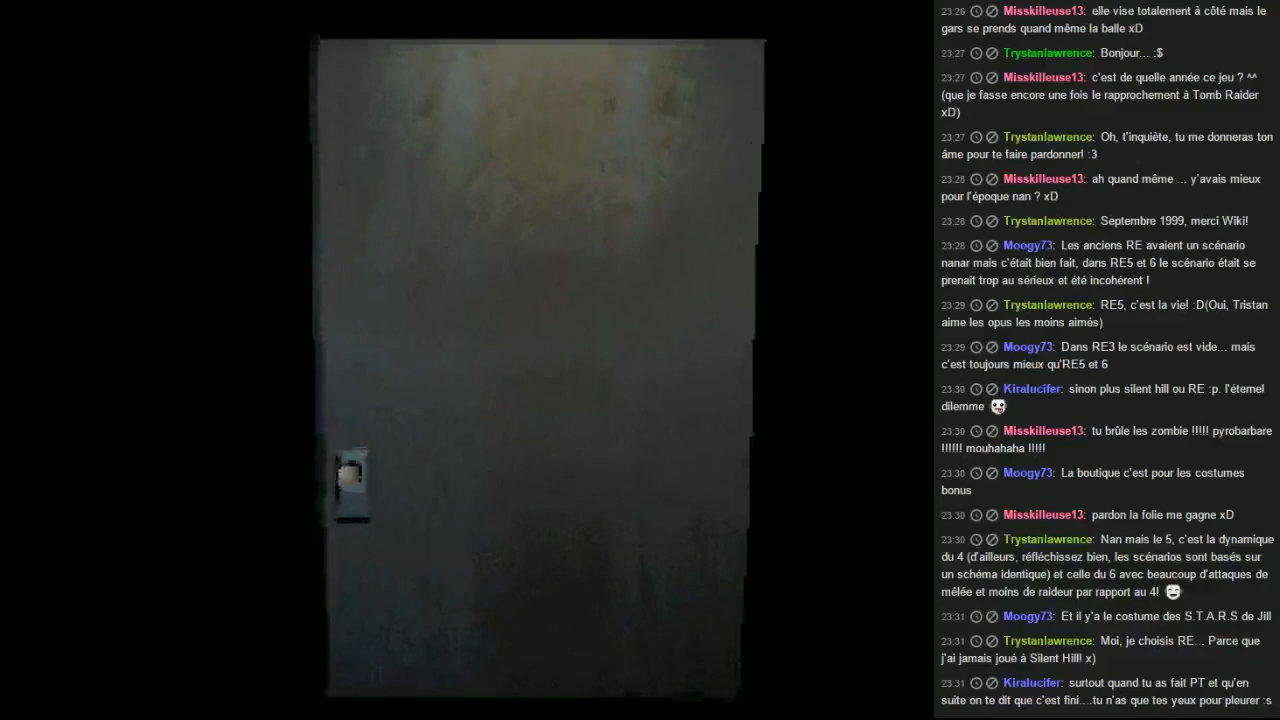 23:26 Misskilleuse13: elle vise totalement à côté mais le
gars se prends quand même la balle xD
23:27 Trystanlawrence: Bonjour... :$
23:27 Misskilleuse13: c'est de quelle année ce jeu ? ^^
(que je fasse encore une fois le rapprochement à Tomb Raider
xD)
23:27 Trystanlawrence: Oh, t'inquiète, tu me donneras ton
âme pour te faire pardonner! :3
23:28 Misskilleuse13: ah quand même ... y'avais mieux
pour l'époque nan ? xD
23:28 Trystanlawrence: Septembre 1999, merci Wiki!
23:28 Moogy73: Les anciens RE avaient un scénario
nanar mais c'était bien fait, dans RE5 et 6 le scénario était se
prenait trop au sérieux et été incohérent !
23:29 Trystanlawrence: RE5, c'est la vie! :D(Oui, Tristan
aime les opus les moins aimés)
23:29 Moogy73: Dans RE3 le scénario est vide... mais
c'est toujours mieux qu'RE5 et 6
23:30 Kiralucifer: sinon plus silent hill ou RE :p. l'éternel
dilemme
23:30 Misskilleuse13: tu brûle les zombie !!!!! pyrobarbare
!!!!!! mouhahaha !!!!!
23:30 Moogy73: La boutique c'est pour les costumes
bonus
23:30 Misskilleuse13: pardon la folie me gagne xD
23:30 Trystanlawrence: Nan mais le 5, c'est la dynamique
du 4 (d'ailleurs, réfléchissez bien, les scénarios sont basés sur
un schéma identique) et celle du 6 avec beaucoup d'attaques de
mêlée et moins de raideur par rapport au 4!
23:31 Moogy73: Et il y'a le costume des S.T.A.R.S de Jill
23:31 Trystanlawrence: Moi, je choisis RE... Parce que
j'ai jamais joué à Silent Hill! x)
23:31 Kiralucifer: surtout quand tu as fait PT et qu'en
suite on te dit que c'est fini....tu n'as que tes yeux pour pleurer :s